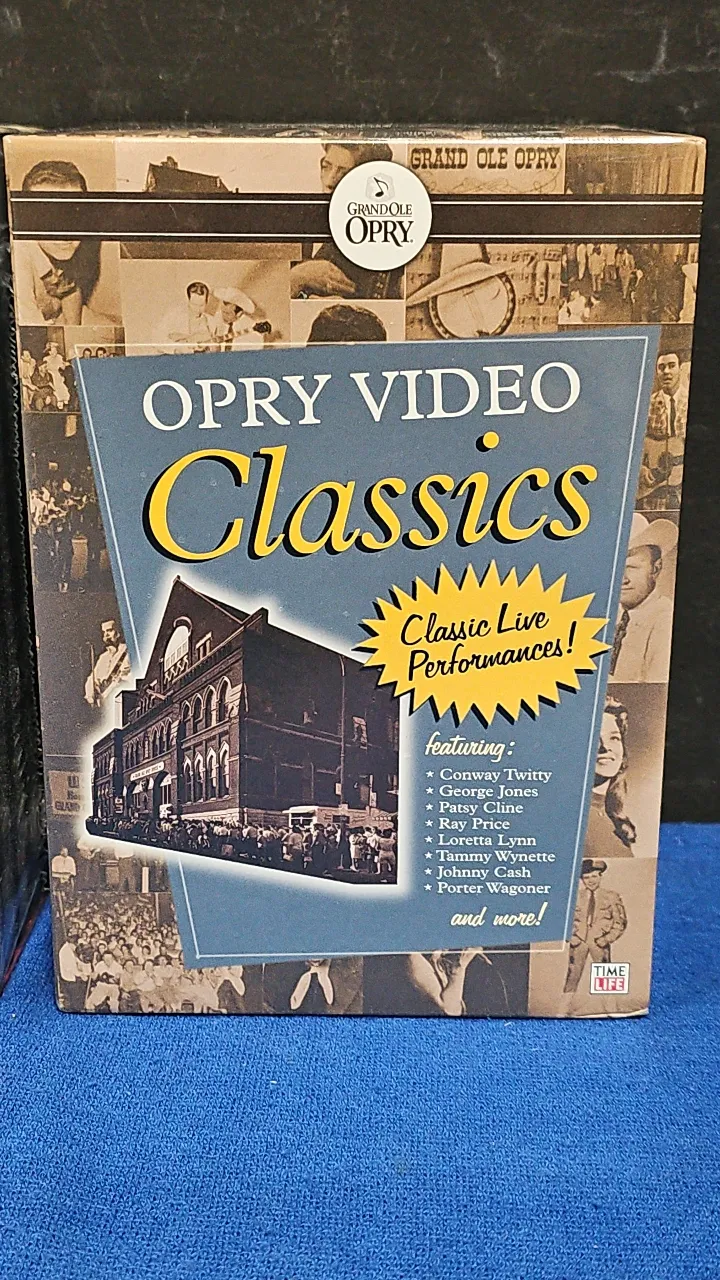 GRAND OLE OPRY
GRAND OLE
OPRY
OPRY VIDEO
Classics
Classic Live
Performances!
featuring:
* Conway Twitty
* George Jones
* Patsy Cline
* Ray Price
* Loretta Lynn
* Tammy Wynette
* Johnny Cash
* Porter Wagoner
and more!
TIME
LIFE